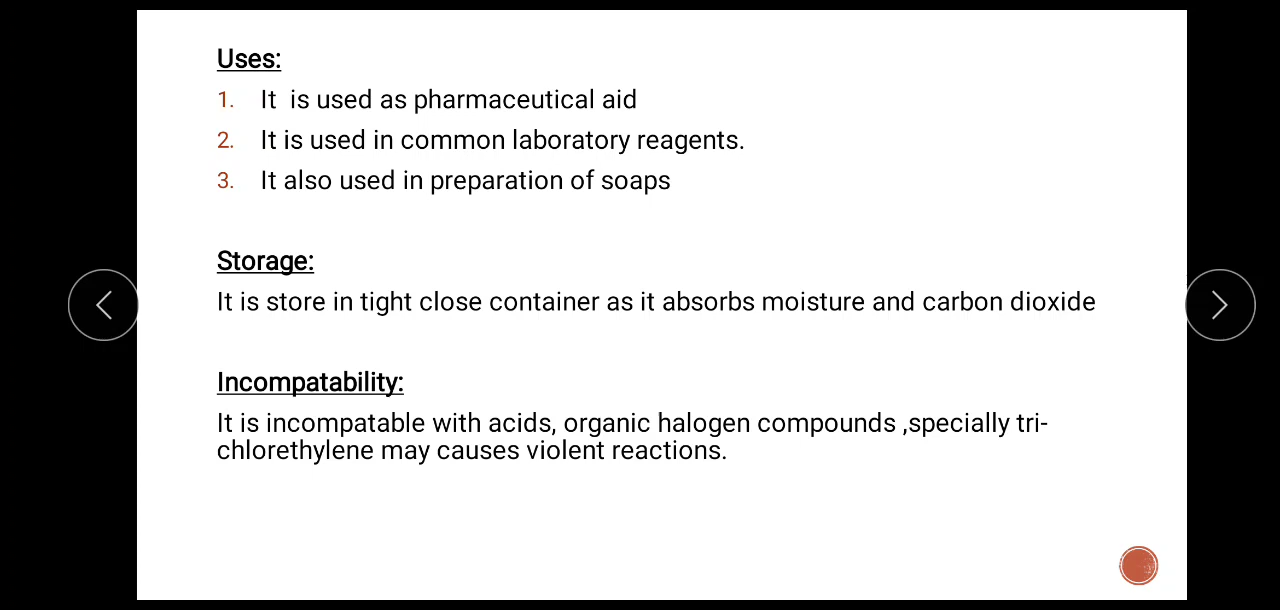 Uses:
1. It is used as pharmaceutical aid
2. It is used in common laboratory reagents.
3. It also used in preparation of soaps
Storage:
It is store in tight close container as it absorbs moisture and carbon dioxide
Incompatability:
It is incompatable with acids, organic halogen compounds ,specially tri-
chlorethylene may causes violent reactions.